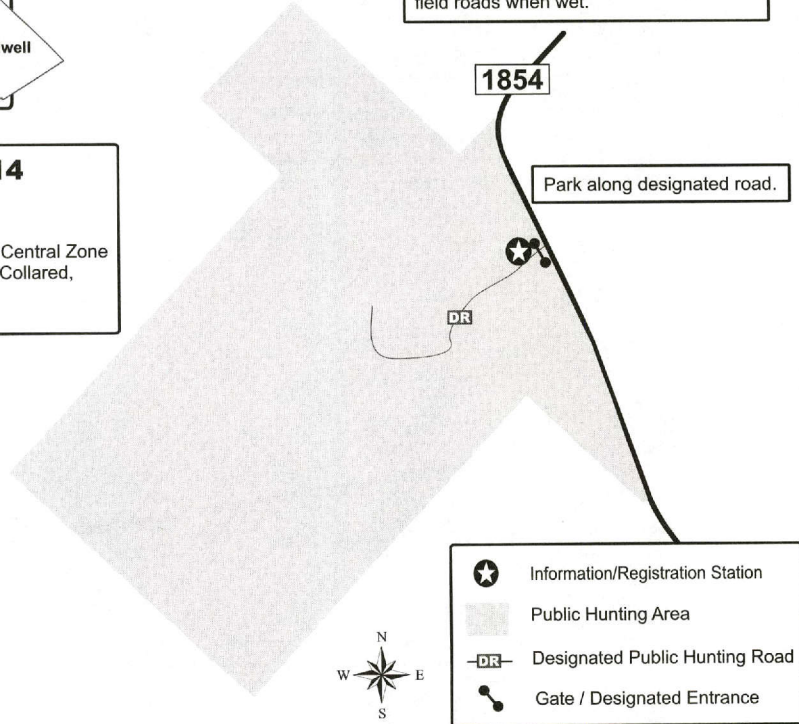 field roads when wet.
well
1854
14
Park along designated road.
Central Zone
Collared,
DR
Information/Registration Station
Public Hunting Area
DR Designated Public Hunting Road
Gate / Designated Entrance
N
W E
S